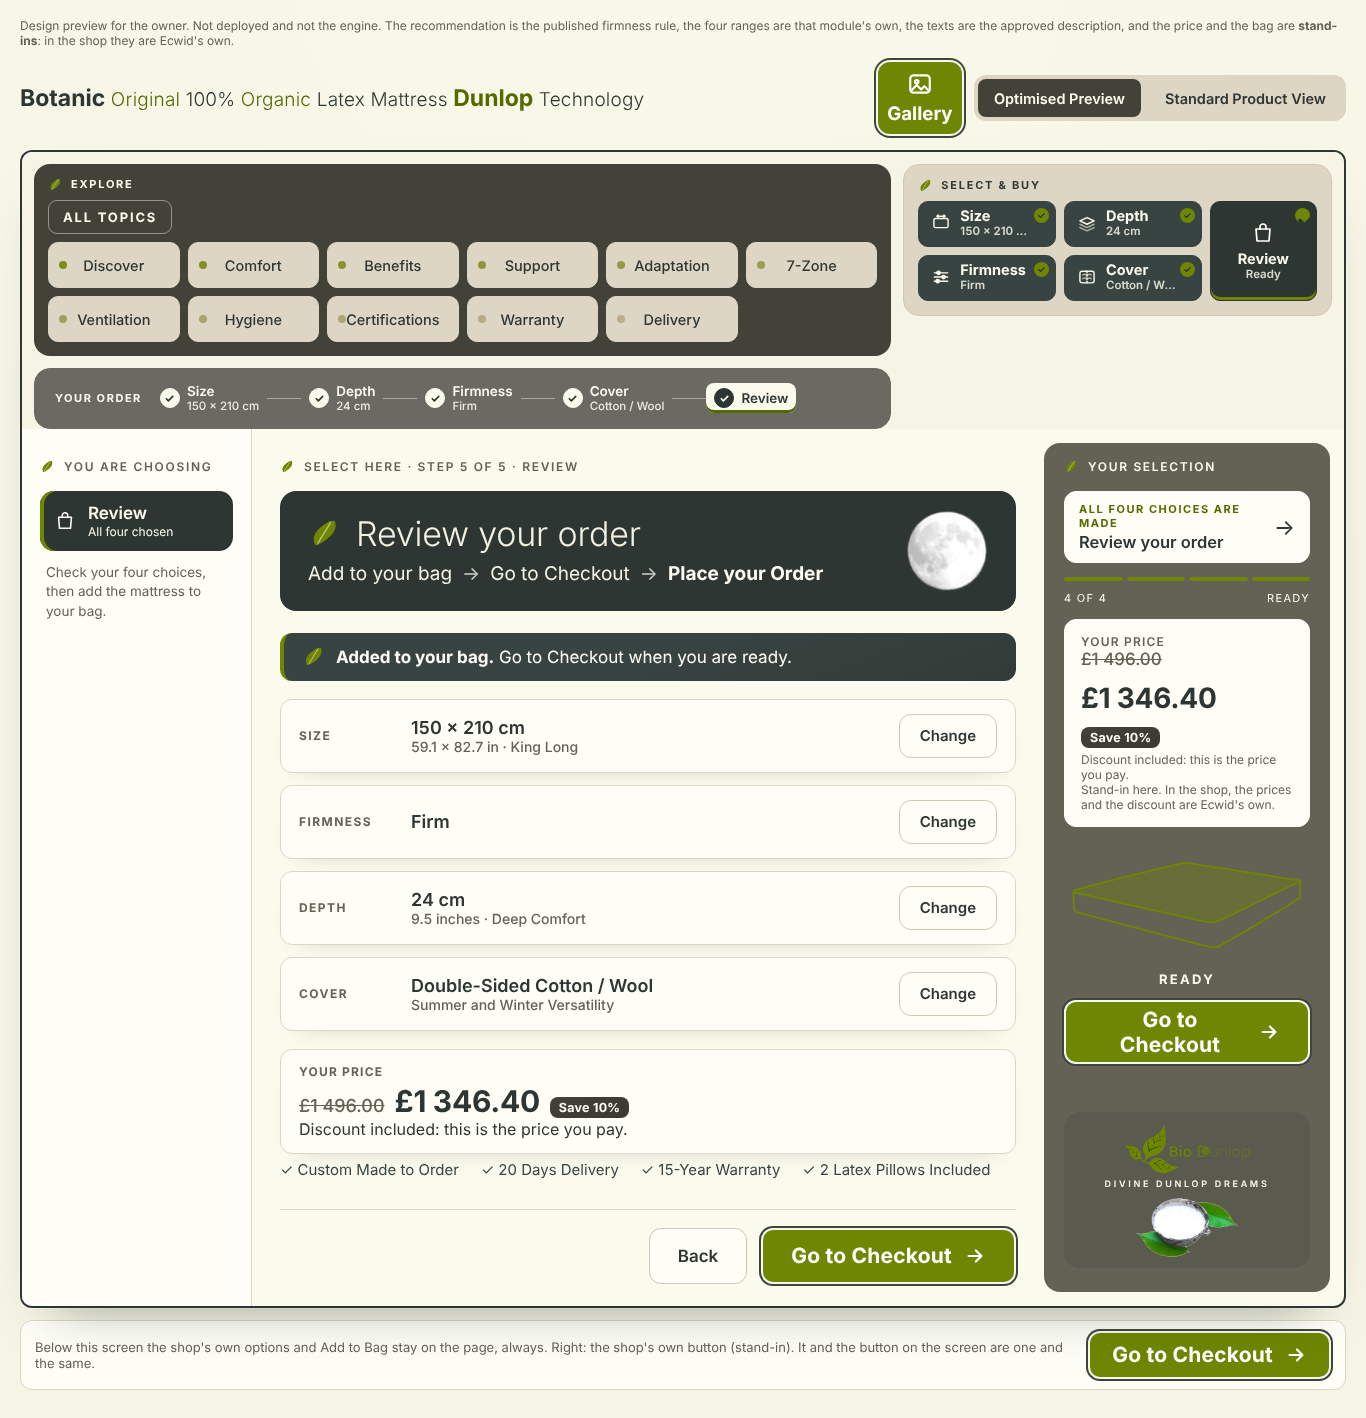 Design preview for the owner. Not deployed and not the engine. The recommendation is the published firmness rule, the four ranges are that module's own, the texts are the approved description, and the price and the bag are stand-
ins: in the shop they are Ecwid's own.
Botanic Original 100% Organic Latex Mattress Dunlop Technology
Gallery
Optimised Preview
Standard Product View
EXPLORE
ALL TOPICS
Discover
Comfort
Benefits
Support
Adaptation
7-Zone
Ventilation
Hygiene
Certifications
Warranty
Delivery
SELECT & BUY
Size
150 × 210 ...
Depth
24 cm
Firmness
Firm
Cover
Cotton / W...
Review
Ready
YOUR ORDER
Size
150 × 210 cm
Depth
24 cm
Firmness
Firm
Cover
Cotton / Wool
Review
YOU ARE CHOOSING
Review
All four chosen
Check your four choices,
then add the mattress to
your bag.
SELECT HERE · STEP 5 OF 5 · REVIEW
Review your order
Add to your bag → Go to Checkout → Place your Order
Added to your bag. Go to Checkout when you are ready.
SIZE
150 × 210 cm
59.1 × 82.7 in · King Long
Change
FIRMNESS
Firm
Change
DEPTH
24 cm
9.5 inches · Deep Comfort
Change
COVER
Double-Sided Cotton / Wool
Summer and Winter Versatility
Change
YOUR PRICE
£1 496.00 £1 346.40 Save 10%
Discount included: this is the price you pay.
✓ Custom Made to Order ✓ 20 Days Delivery ✓ 15-Year Warranty ✓ 2 Latex Pillows Included
Back
Go to Checkout →
YOUR SELECTION
ALL FOUR CHOICES ARE
MADE
Review your order →
4 OF 4
READY
YOUR PRICE
£1 496.00
£1 346.40
Save 10%
Discount included: this is the price
you pay.
Stand-in here. In the shop, the prices
and the discount are Ecwid's own.
READY
Go to
Checkout →
Bio Dunlop
DIVINE DUNLOP DREAMS
Below this screen the shop's own options and Add to Bag stay on the page, always. Right: the shop's own button (stand-in). It and the button on the screen are one and
the same.
Go to Checkout →